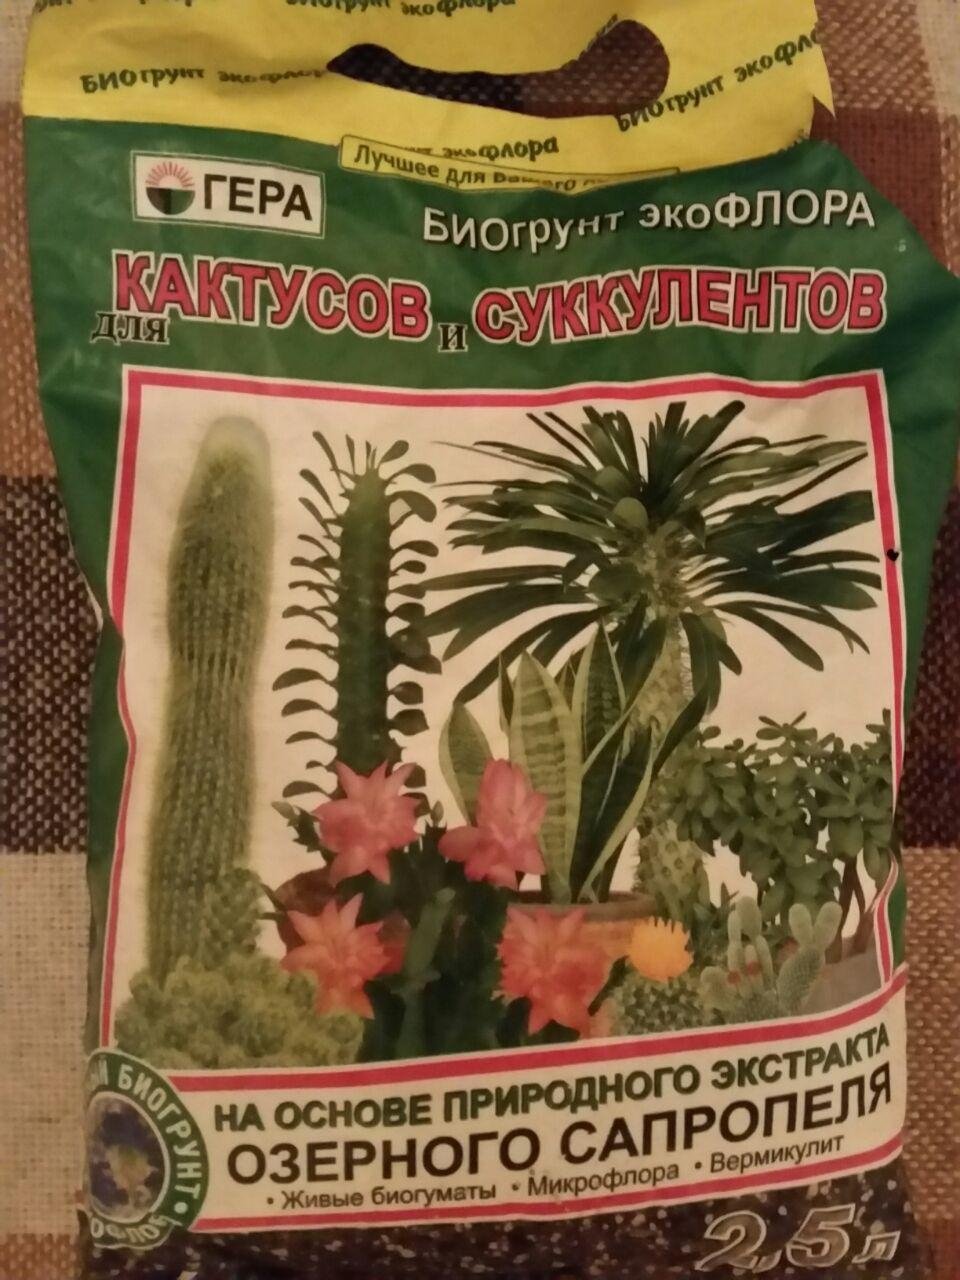 БИОгрунт экофлора
БИОгрунт экофлора
БИОгрунт экофлора
экофлора
Лучшее для Вашего
ГЕРА
БИОгрунт экоФЛОРА
для КАКТУСОВ и СУККУЛЕНТОВ
НА ОСНОВЕ ПРИРОДНОГО ЭКСТРАКТА
ОЗЕРНОГО САПРОПЕЛЯ
• Живые биогуматы • Микрофлора • Вермикулит
БИОГРУНТ •
2,5л